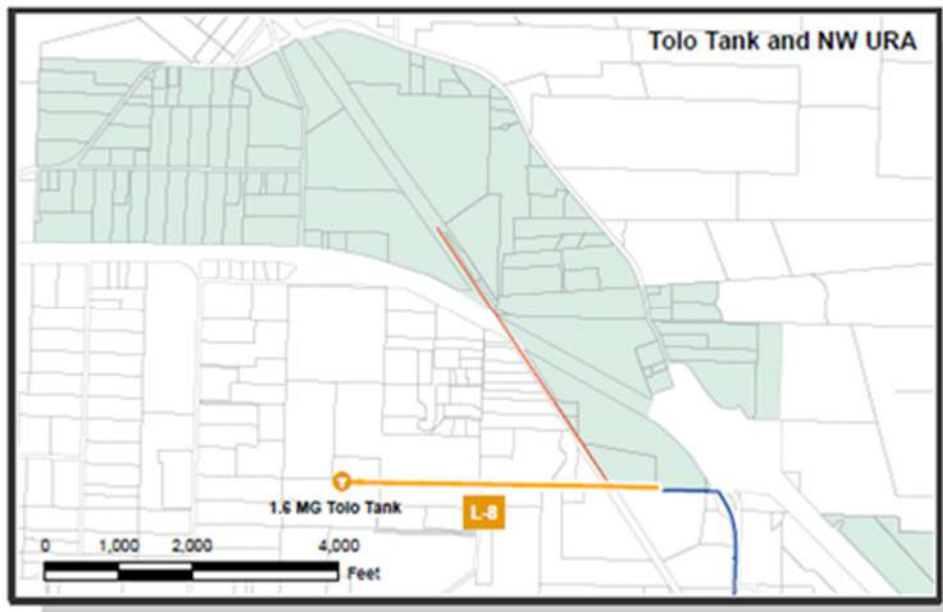 Tolo Tank and NW URA
1.6 MG Tolo Tank
L-8
0 1,000 2,000 4,000
Feet